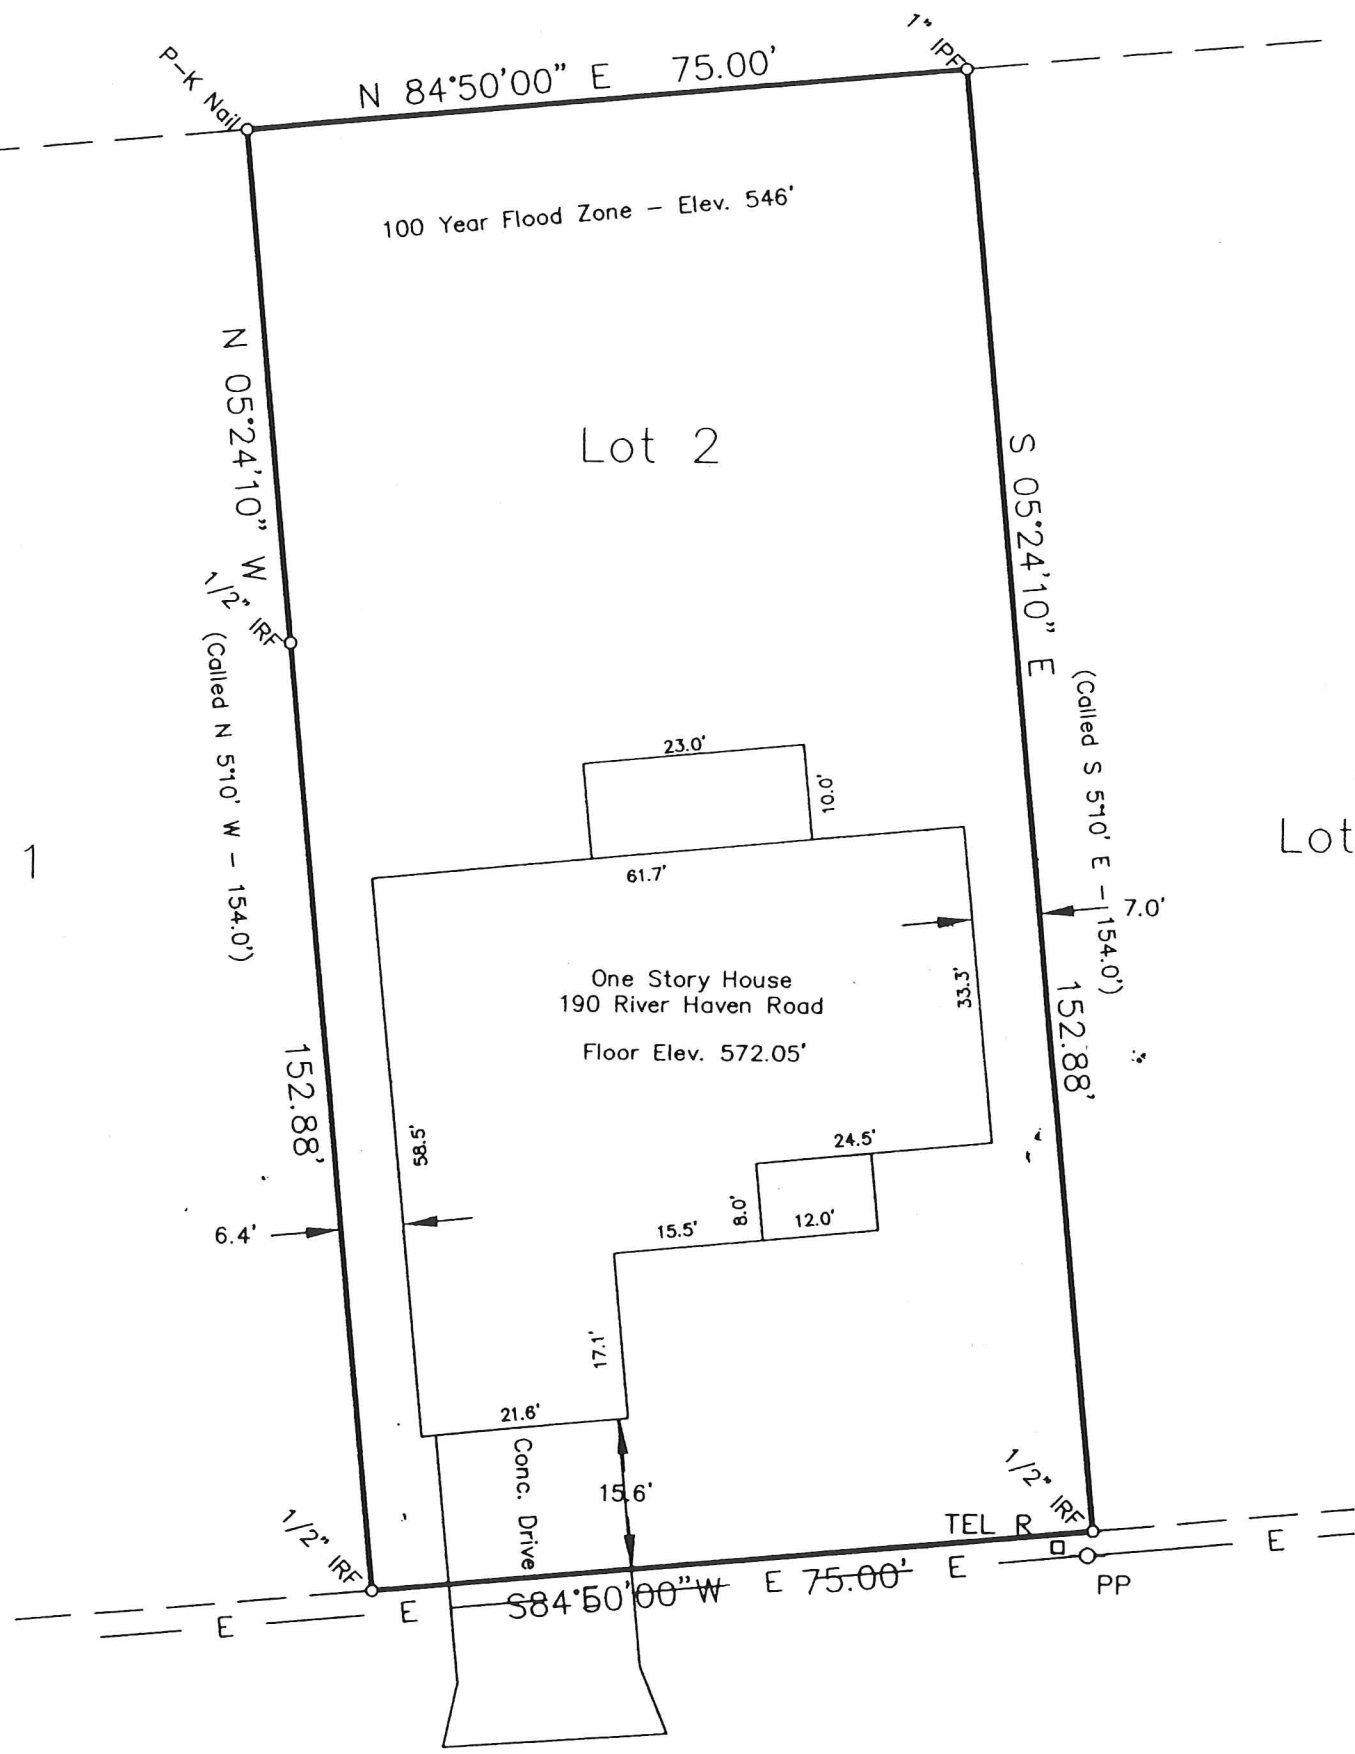 1" IPF
P-K Nail
N 84°50'00" E 75.00'
100 Year Flood Zone - Elev. 546'
N 05°24'10" W
Lot 2
S 05°24'10" E
1/2" IRF
(Called N 5°10' W - 154.0')
(Called S 5°10' E - 154.0')
23.0'
10.0'
1
61.7'
Lot
7.0'
One Story House
190 River Haven Road
Floor Elev. 572.05'
33.3'
152.88'
152.88'
58.5'
24.5'
6.4'
8.0'
12.0'
15.5'
17.1'
21.6'
Conc. Drive
15.6'
1/2" IRF
1/2" IRF
TEL R
S84°50'00"W E 75.00' E
E
E
E
PP